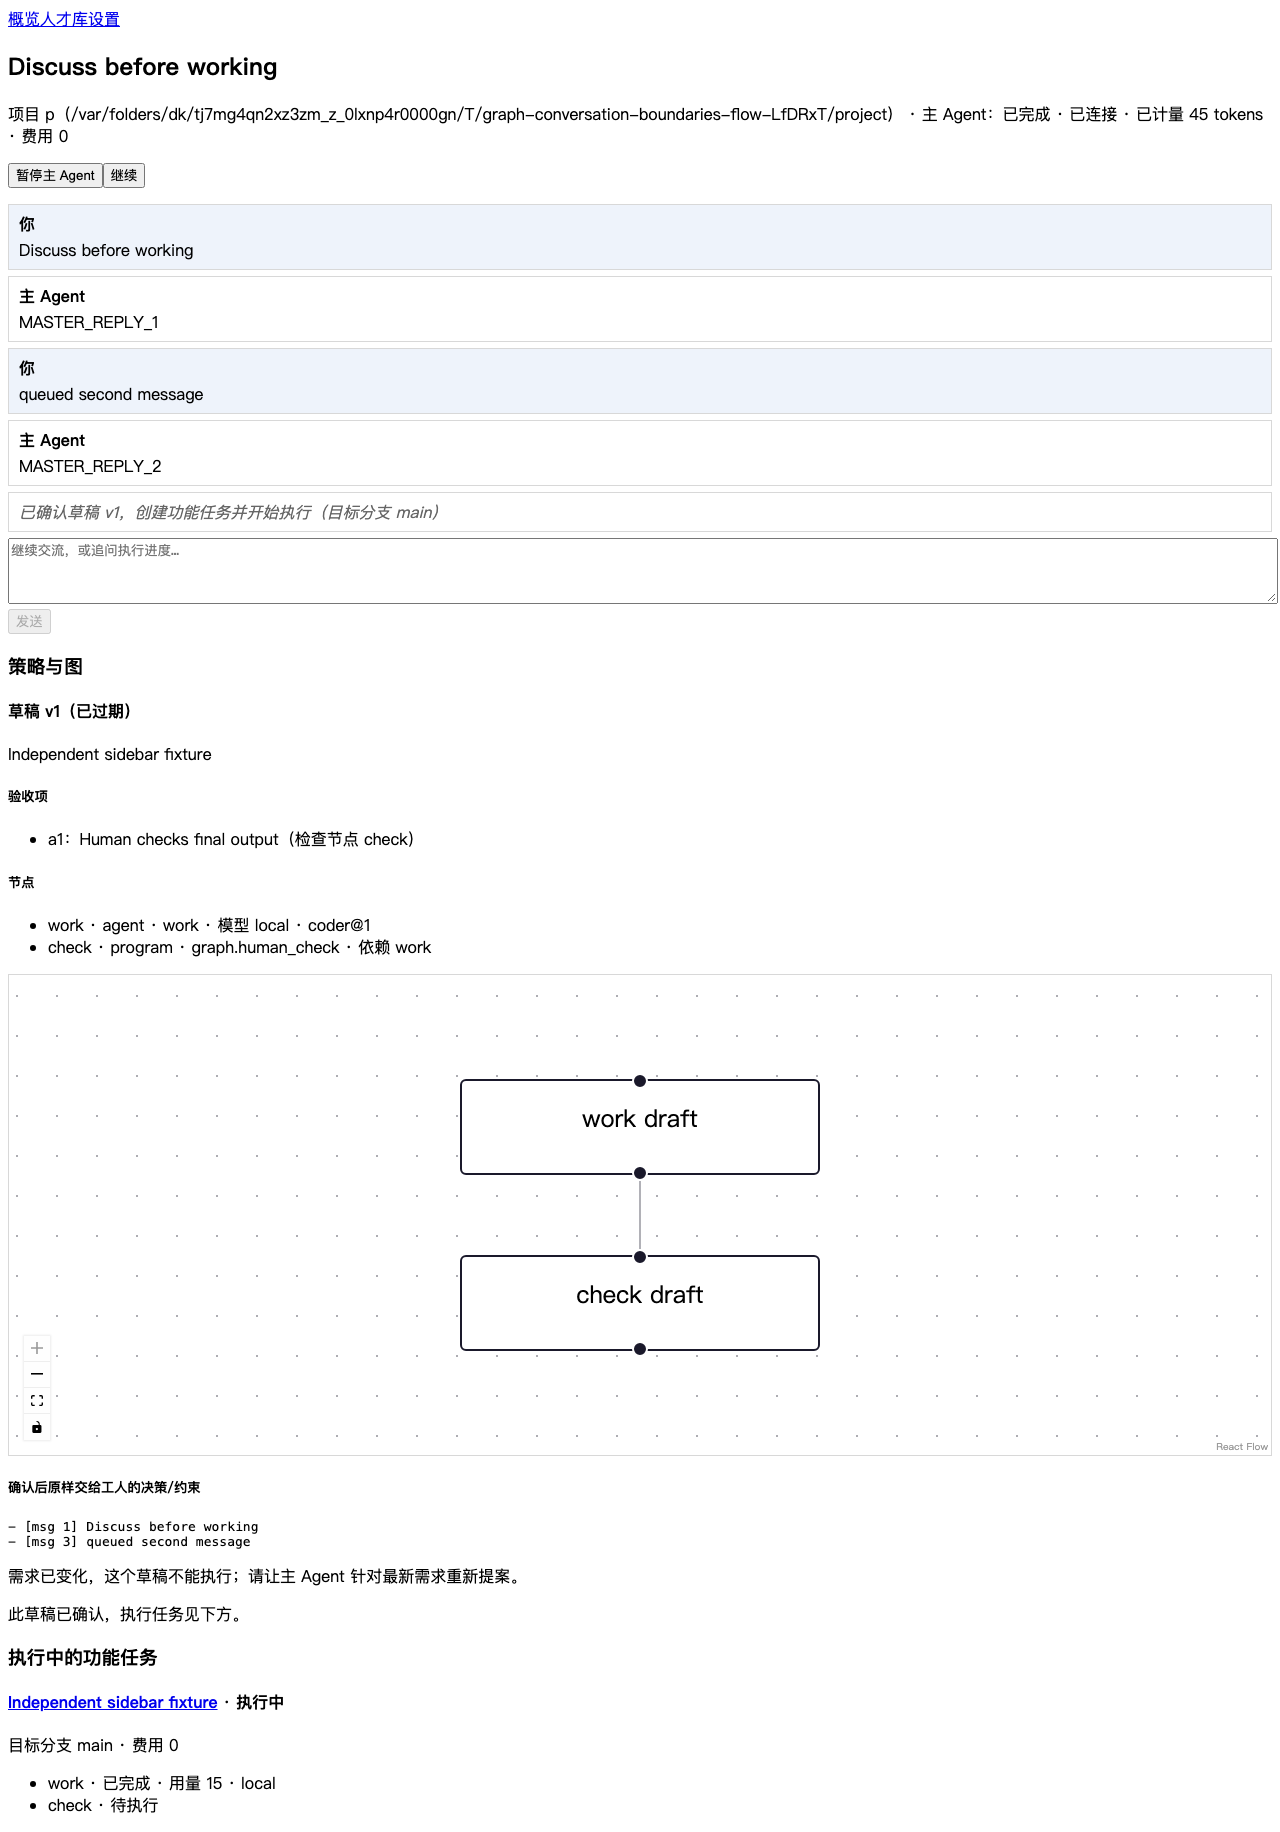 概览人才库设置
Discuss before working
项目 p（/var/folders/dk/tj7mg4qn2xz3zm_z_0lxnp4r0000gn/T/graph-conversation-boundaries-flow-LfDRxT/project） · 主 Agent：已完成 · 已连接 · 已计量 45 tokens
· 费用 0
暂停主 Agent 继续
你
Discuss before working
主 Agent
MASTER_REPLY_1
你
queued second message
主 Agent
MASTER_REPLY_2
已确认草稿 v1，创建功能任务并开始执行（目标分支 main）
继续交流，或追问执行进度…
发送
策略与图
草稿 v1（已过期）
Independent sidebar fixture
验收项
• a1：Human checks final output（检查节点 check）
节点
• work · agent · work · 模型 local · coder@1
• check · program · graph.human_check · 依赖 work
work draft
check draft
React Flow
确认后原样交给工人的决策/约束
- [msg 1] Discuss before working
- [msg 3] queued second message
需求已变化，这个草稿不能执行；请让主 Agent 针对最新需求重新提案。
此草稿已确认，执行任务见下方。
执行中的功能任务
Independent sidebar fixture · 执行中
目标分支 main · 费用 0
• work · 已完成 · 用量 15 · local
• check · 待执行